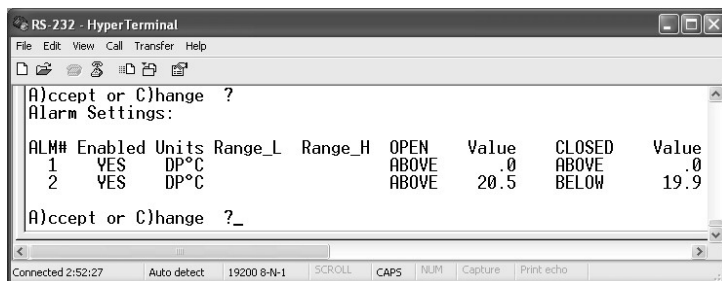 RS-232 - HyperTerminal
File Edit View Call Transfer Help
A)ccept or C)hange ?
Alarm Settings:
ALM# Enabled Units Range_L Range_H OPEN Value CLOSED Value
1 YES DP°C ABOVE .0 ABOVE .0
2 YES DP°C ABOVE 20.5 BELOW 19.9
A)ccept or C)hange ?_
Connected 2:52:27 Auto detect 19200 8-N-1 SCROLL CAPS NUM Capture Print echo